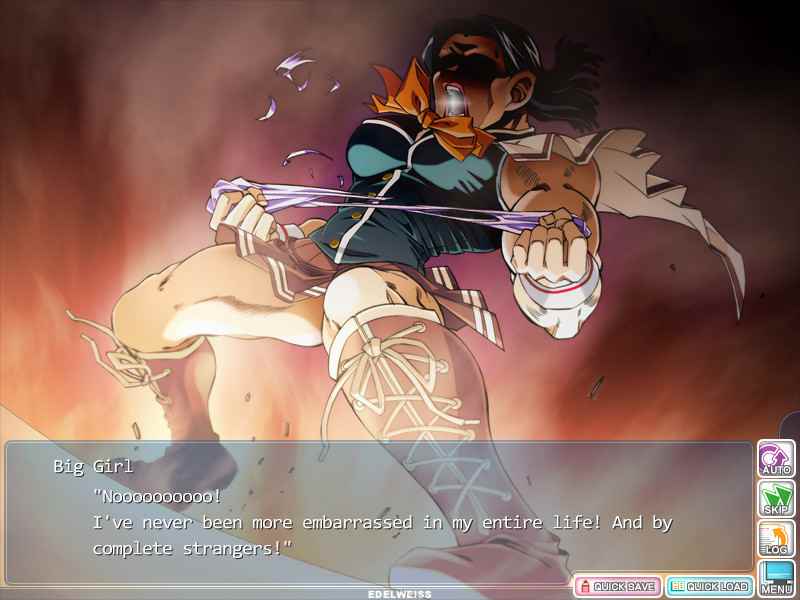 Big Girl
"Noooooooooo!
I've never been more embarrassed in my entire life! And by
complete strangers!"
AUTO
SKIP
LOG
MENU
QUICK SAVE
QUICK LOAD
EDELWEISS